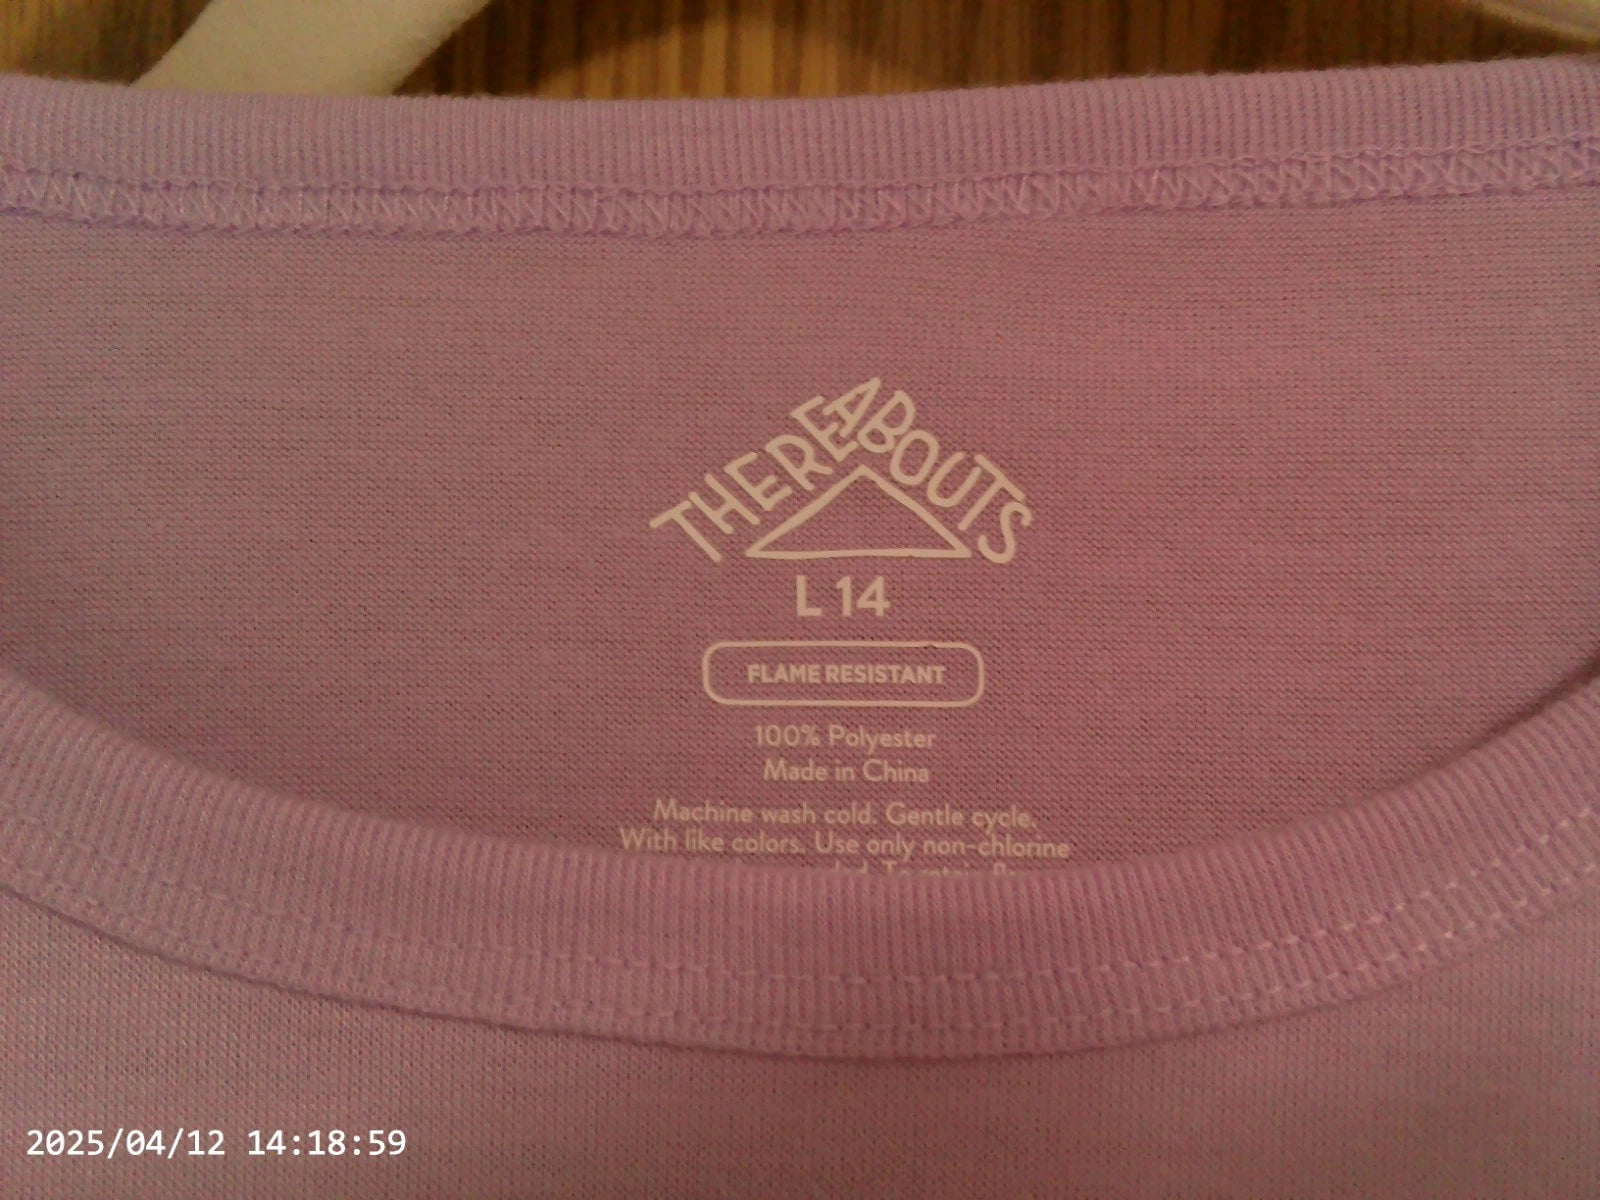 THEREABOUTS
L 14
FLAME RESISTANT
100% Polyester
Made in China
Machine wash cold. Gentle cycle.
With like colors. Use only non-chlorine
2025/04/12 14:18:59